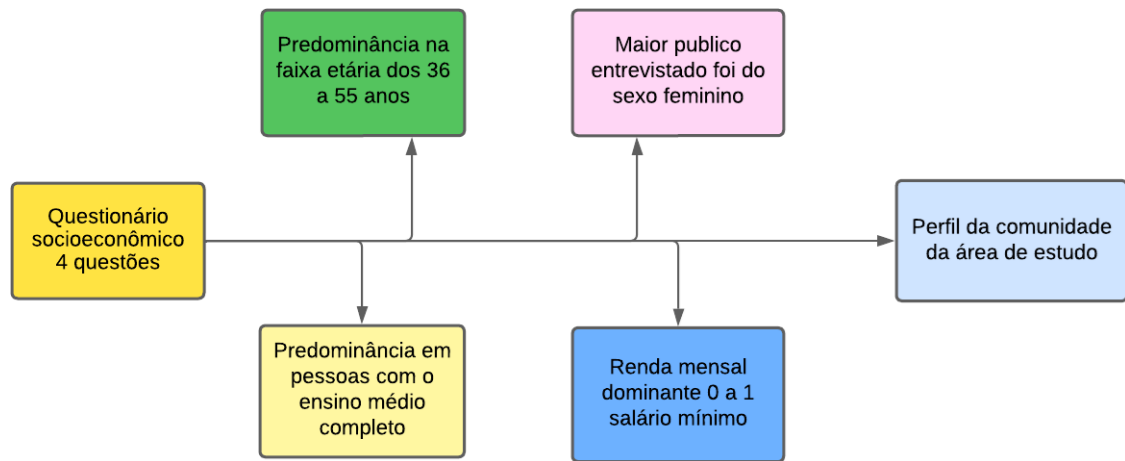 Predominância na
faixa etária dos 36
a 55 anos
Maior publico
entrevistado foi do
sexo feminino
Questionário
socioeconômico
4 questões
Perfil da comunidade
da área de estudo
Predominância em
pessoas com o
ensino médio
completo
Renda mensal
dominante 0 a 1
salário mínimo